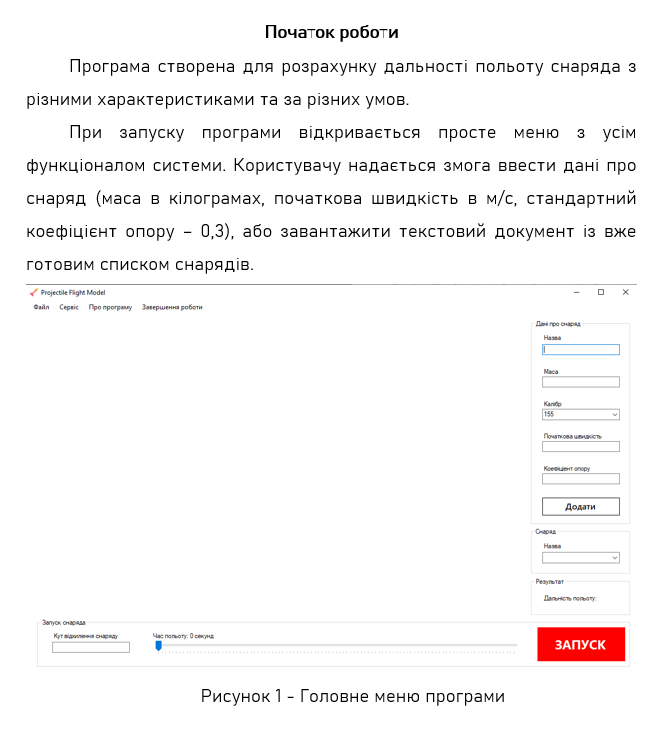 Початок роботи
Програма створена для розрахунку дальності польоту снаряда з
різними характеристиками та за різних умов.
При запуску програми відкривається просте меню з усім
функціоналом системи. Користувачу надається змога ввести дані про
снаряд (маса в кілограмах, початкова швидкість в м/с, стандартний
коефіцієнт опору – 0,3), або завантажити текстовий документ із вже
готовим списком снарядів.
Projectile Flight Model
Файл Сервіс Про програму Завершення роботи
Дані про снаряд
Назва
Маса
Калібр
155
Початкова швидкість
Коефіцієнт опору
Додати
Снаряд
Назва
Результат
Дальність польоту:
Запуск снаряда
Кут відхилення снаряду Час польоту: 0 секунд
ЗАПУСК
Рисунок 1 - Головне меню програми